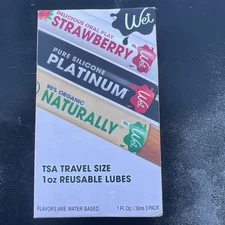 Wet
DELICIOUS ORAL PLAY
STRAWBERRY
Wet
PURE SILICONE
PLATINUM
Wet
95% ORGANIC
NATURALLY
Wet
TSA TRAVEL SIZE
1oz REUSABLE LUBES
FLAVORS ARE WATER BASED
1 FL Oz. / 30ml 3 PACK